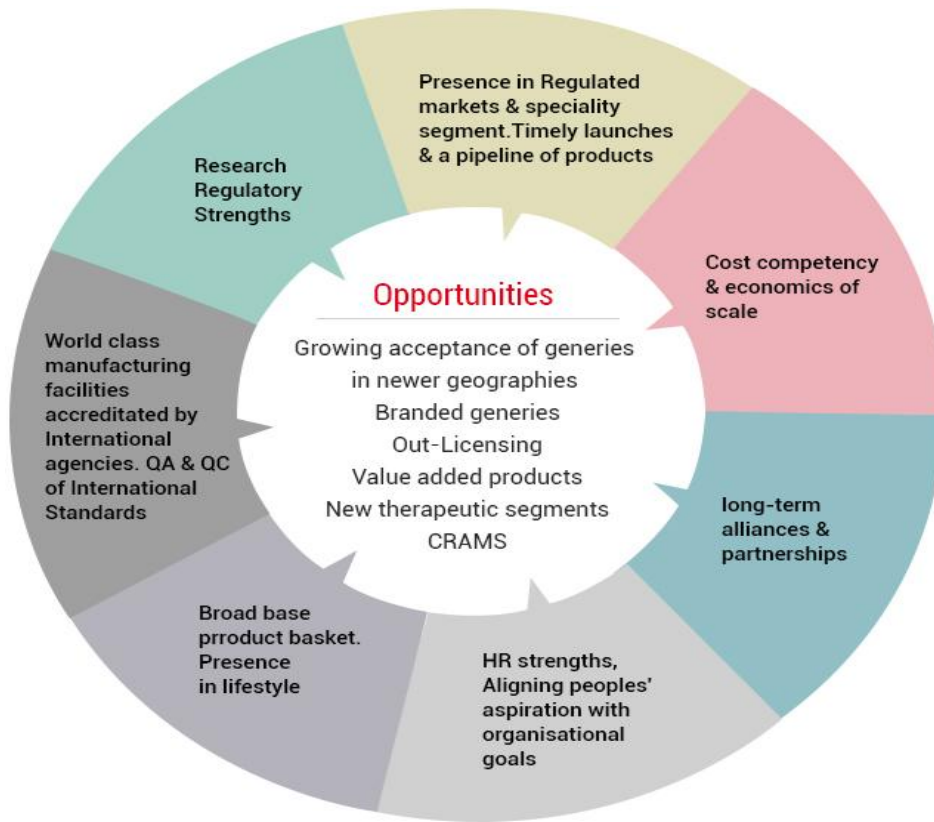 Presence in Regulated
markets & speciality
segment.Timely launches
& a pipeline of products
Research
Regulatory
Strengths
Cost competency
& economics of
scale
Opportunities
Growing acceptance of generies
in newer geographies
Branded generies
Out-Licensing
Value added products
New therapeutic segments
CRAMS
World class
manufacturing
facilities
accreditated by
International
agencies. QA & QC
of International
Standards
long-term
alliances &
partnerships
Broad base
prroduct basket.
Presence
in lifestyle
HR strengths,
Aligning peoples'
aspiration with
organisational
goals